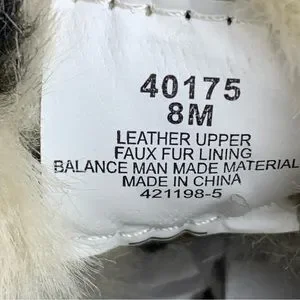 40175
8M
LEATHER UPPER
FAUX FUR LINING
BALANCE MAN MADE MATERIAL
MADE IN CHINA
421198-5